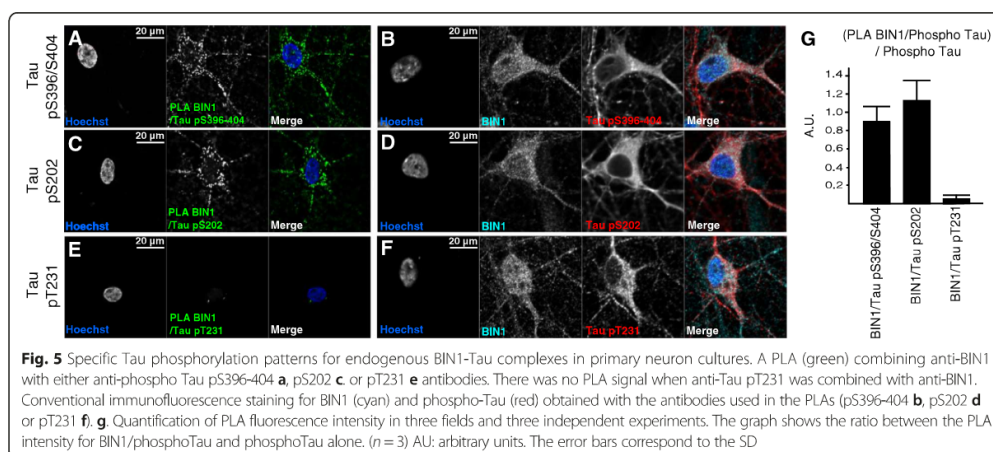 A
20 µm
Hoechst
PLA BIN1
/Tau pS396-404
Merge
Tau
pS396/S404
B
20 µm
Hoechst
BIN1
Tau pS396-404
Merge
C
20 µm
Hoechst
PLA BIN1
/Tau pS202
Merge
Tau
pS202
D
20 µm
Hoechst
BIN1
Tau pS202
Merge
E
20 µm
Hoechst
PLA BIN1
/Tau pT231
Merge
Tau
pT231
F
20 µm
Hoechst
BIN1
Tau pT231
Merge
G
(PLA BIN1/Phospho Tau)
/ Phospho Tau
A.U.
1.4
1.2
1.0
0.8
0.6
0.4
0.2
BIN1/Tau pS396/S404
BIN1/Tau pS202
BIN1/Tau pT231
Fig. 5 Specific Tau phosphorylation patterns for endogenous BIN1-Tau complexes in primary neuron cultures. A PLA (green) combining anti-BIN1
with either anti-phospho Tau pS396-404 a, pS202 c. or pT231 e antibodies. There was no PLA signal when anti-Tau pT231 was combined with anti-BIN1.
Conventional immunofluorescence staining for BIN1 (cyan) and phospho-Tau (red) obtained with the antibodies used in the PLAs (pS396-404 b, pS202 d
or pT231 f). g. Quantification of PLA fluorescence intensity in three fields and three independent experiments. The graph shows the ratio between the PLA
intensity for BIN1/phosphoTau and phosphoTau alone. (n = 3) AU: arbitrary units. The error bars correspond to the SD